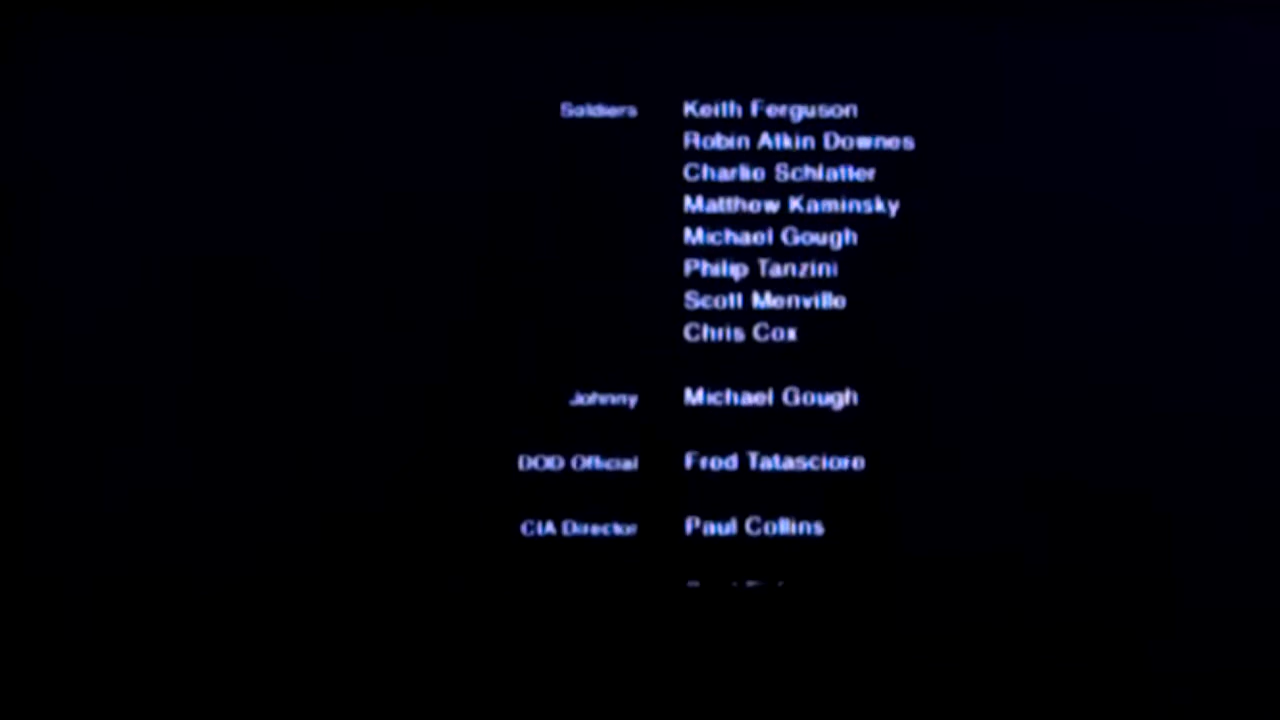 Soldiers Keith Ferguson
Robin Atkin Downes
Charlie Schlatter
Matthew Kaminsky
Michael Gough
Philip Tanzini
Scott Menville
Chris Cox
Johnny Michael Gough
DOD Official Fred Tatasciore
CIA Director Paul Collins